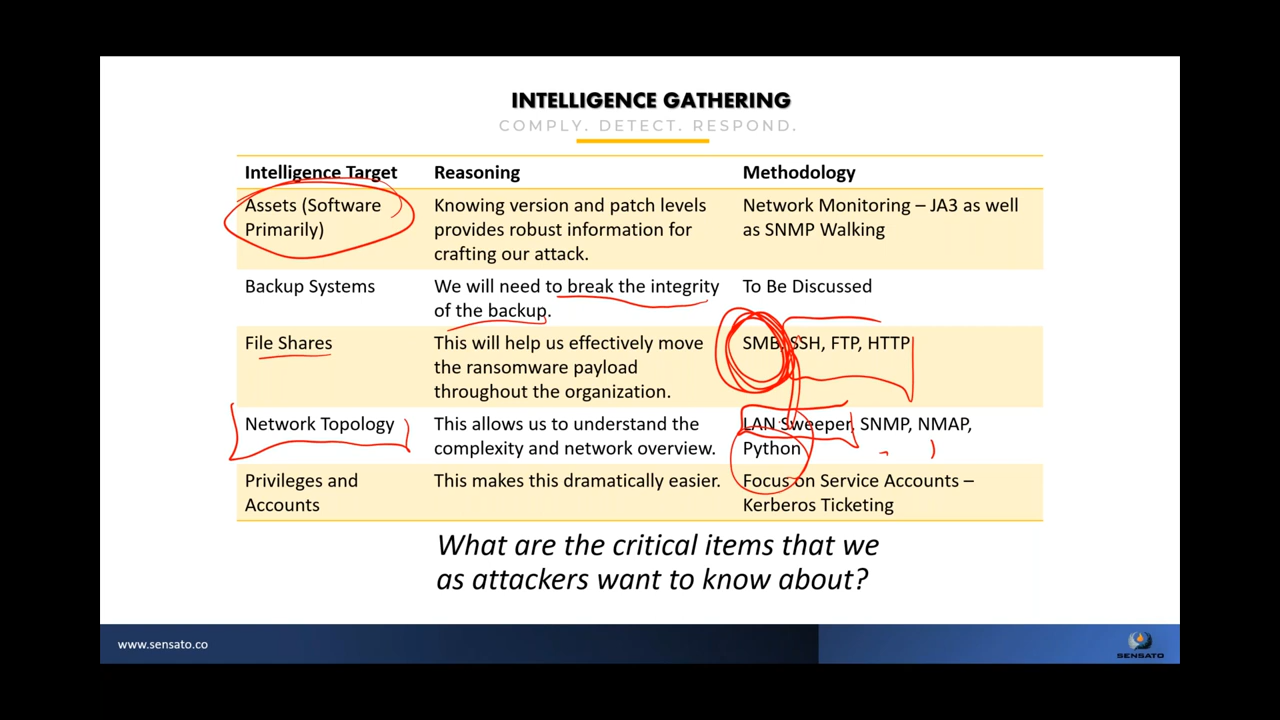 INTELLIGENCE GATHERING
COMPLY. DETECT. RESPOND.
Intelligence Target Reasoning Methodology
Assets (Software Primarily) Knowing version and patch levels provides robust information for crafting our attack. Network Monitoring – JA3 as well as SNMP Walking
Backup Systems We will need to break the integrity of the backup. To Be Discussed
File Shares This will help us effectively move the ransomware payload throughout the organization. SMB, SSH, FTP, HTTP
Network Topology This allows us to understand the complexity and network overview. LAN Sweeper, SNMP, NMAP, Python
Privileges and Accounts This makes this dramatically easier. Focus on Service Accounts – Kerberos Ticketing
What are the critical items that we
as attackers want to know about?
www.sensato.co
SENSATO